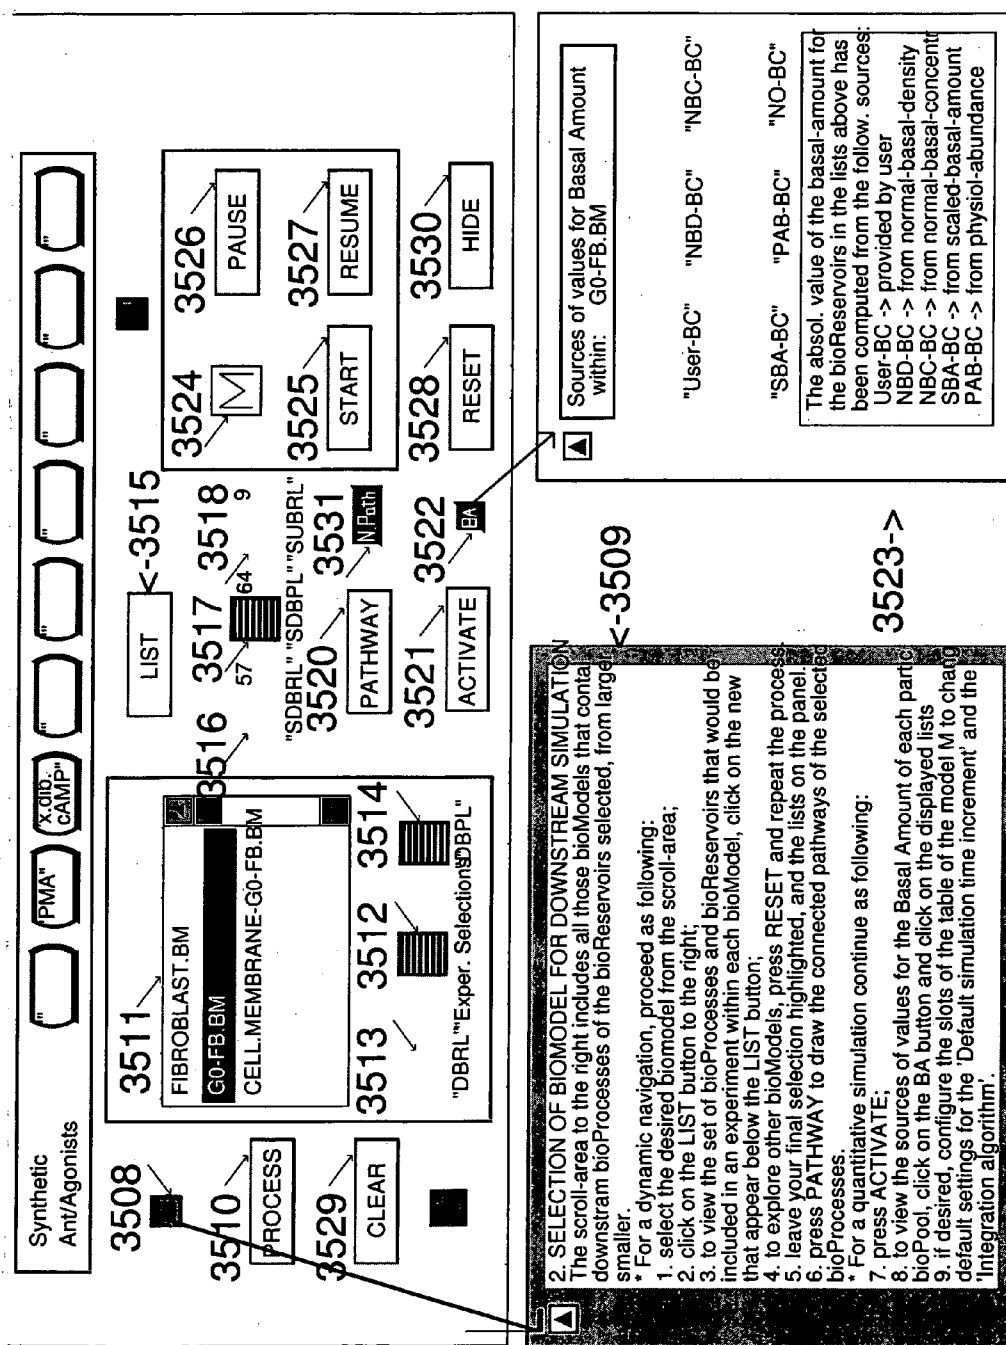 Synthetic
Ant/Agonists
"
PMA"
x.dib.
cAMP"
"
"
"
"
"
"
3508
3510
PROCESS
3529
CLEAR
3511
FIBROBLAST.BM
G0-FB.BM
CELL.MEMBRANE-G0-FB.BM
3513
3512
3514
"DBRL"
"Exper. Selections"
"SDBPL"
LIST
<-3515
3516
3517
3518
57
64
9
"SDBRL" "SDBPL" "SUBRL"
3520
PATHWAY
3531
N.Path
3521
ACTIVATE
3522
BA
3524
M
3526
PAUSE
3525
START
3527
RESUME
3528
RESET
3530
HIDE
2. SELECTION OF BIOMODEL FOR DOWNSTREAM SIMULATION
The scroll-area to the right includes all those bioModels that contai
downstram bioProcesses of the bioReservoirs selected, from larger
smaller.
* For a dynamic navigation, proceed as following:
1. select the desired biomodel from the scroll-area;
2. click on the LIST button to the right;
3. to view the set of bioProcesses and bioReservoirs that would be
included in an experiment within each bioModel, click on the new
that appear below the LIST button;
4. to explore other bioModels, press RESET and repeat the process
5. leave your final selection highlighted, and the lists on the panel.
6. press PATHWAY to draw the connected pathways of the selected
bioProcesses.
* For a quantitative simulation continue as following:
7. press ACTIVATE;
8. to view the sources of values for the Basal Amount of each partic
bioPool, click on the BA button and click on the displayed lists
9. if desired, configure the slots of the table of the model M to chang
default settings for the 'Default simulation time increment' and the
'Integration algorithm'.
<-3509
3523->
Sources of values for Basal Amount
within: G0-FB.BM
"User-BC" "NBD-BC" "NBC-BC"
"SBA-BC" "PAB-BC" "NO-BC"
The absol. value of the basal-amount for
the bioReservoirs in the lists above has
been computed from the follow. sources:
User-BC -> provided by user
NBD-BC -> from normal-basal-density
NBC-BC -> from normal-basal-concentr
SBA-BC -> from scaled-basal-amount
PAB-BC -> from physiol-abundance